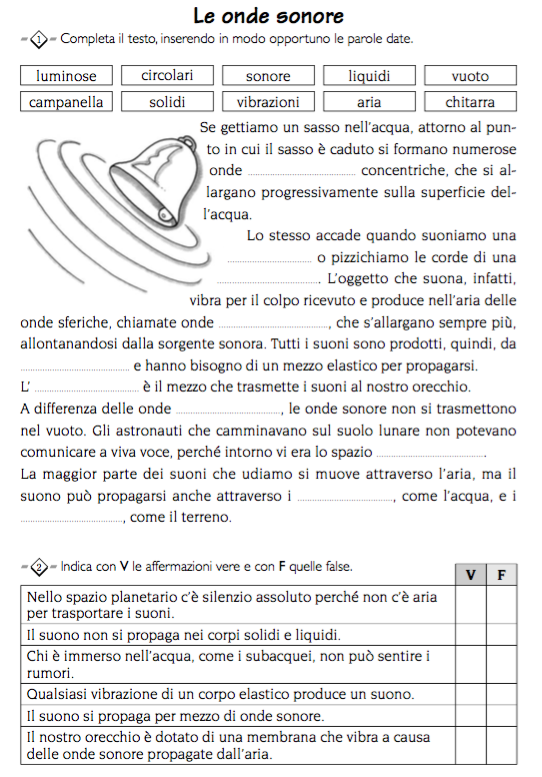 Le onde sonore
1 Completa il testo, inserendo in modo opportuno le parole date.
luminose circolari sonore liquidi vuoto
campanella solidi vibrazioni aria chitarra
Se gettiamo un sasso nell'acqua, attorno al pun-
to in cui il sasso è caduto si formano numerose
onde .............................. concentriche, che si al-
largano progressivamente sulla superficie del-
l'acqua.
Lo stesso accade quando suoniamo una
.............................. o pizzichiamo le corde di una
.............................. . L'oggetto che suona, infatti,
vibra per il colpo ricevuto e produce nell'aria delle
onde sferiche, chiamate onde .............................., che s'allargano sempre più,
allontanandosi dalla sorgente sonora. Tutti i suoni sono prodotti, quindi, da
.............................. e hanno bisogno di un mezzo elastico per propagarsi.
L' .............................. è il mezzo che trasmette i suoni al nostro orecchio.
A differenza delle onde .............................., le onde sonore non si trasmettono
nel vuoto. Gli astronauti che camminavano sul suolo lunare non potevano
comunicare a viva voce, perché intorno vi era lo spazio .............................. .
La maggior parte dei suoni che udiamo si muove attraverso l'aria, ma il
suono può propagarsi anche attraverso i .............................., come l'acqua, e i
.............................., come il terreno.
2 Indica con V le affermazioni vere e con F quelle false.
V F
Nello spazio planetario c'è silenzio assoluto perché non c'è aria
per trasportare i suoni.
Il suono non si propaga nei corpi solidi e liquidi.
Chi è immerso nell'acqua, come i subacquei, non può sentire i
rumori.
Qualsiasi vibrazione di un corpo elastico produce un suono.
Il suono si propaga per mezzo di onde sonore.
Il nostro orecchio è dotato di una membrana che vibra a causa
delle onde sonore propagate dall'aria.